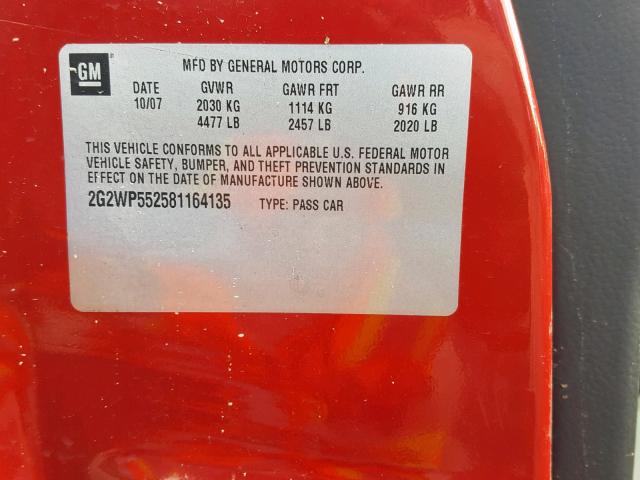 GM MFD BY GENERAL MOTORS CORP.
DATE GVWR GAWR FRT GAWR RR
10/07 2030 KG 1114 KG 916 KG
4477 LB 2457 LB 2020 LB
THIS VEHICLE CONFORMS TO ALL APPLICABLE U.S. FEDERAL MOTOR
VEHICLE SAFETY, BUMPER, AND THEFT PREVENTION STANDARDS IN
EFFECT ON THE DATE OF MANUFACTURE SHOWN ABOVE.
2G2WP552581164135 TYPE: PASS CAR